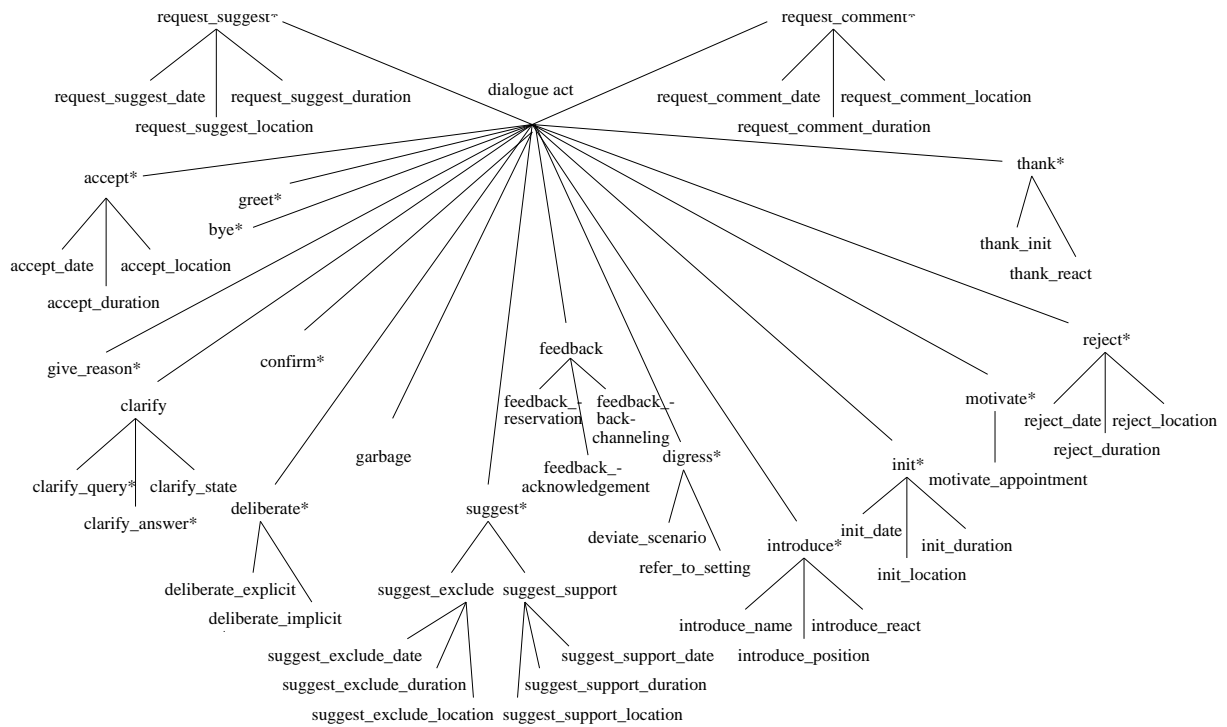 request_suggest*
request_comment*
dialogue act
request_suggest_date
request_suggest_duration
request_suggest_location
request_comment_date
request_comment_location
request_comment_duration
accept*
greet*
bye*
thank*
accept_date
accept_location
accept_duration
thank_init
thank_react
give_reason*
confirm*
feedback
reject*
clarify
feedback_-
reservation
feedback_-
back-
channeling
motivate*
reject_date
reject_location
reject_duration
garbage
feedback_-
acknowledgement
digress*
init*
motivate_appointment
clarify_query*
clarify_state
clarify_answer*
deliberate*
suggest*
deviate_scenario
refer_to_setting
introduce*
init_date
init_duration
init_location
deliberate_explicit
deliberate_implicit
suggest_exclude
suggest_support
introduce_name
introduce_react
introduce_position
suggest_exclude_date
suggest_support_date
suggest_exclude_duration
suggest_support_duration
suggest_exclude_location
suggest_support_location